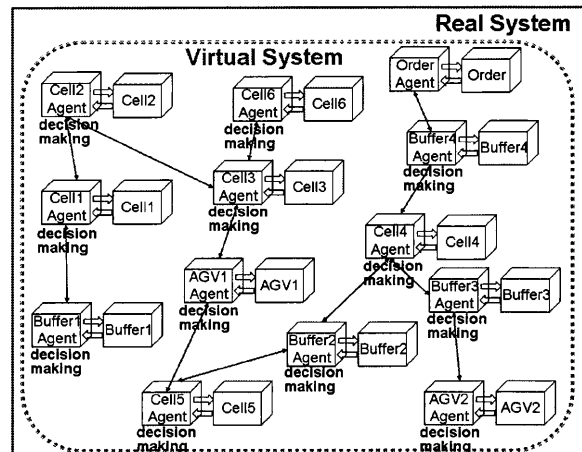 Real System
Virtual System
Cell2
Agent
Cell2
decision
making
Cell6
Agent
Cell6
decision
making
Order
Agent
Order
Buffer4
Agent
Buffer4
decision
making
Cell1
Agent
Cell1
decision
making
Cell3
Agent
Cell3
decision
making
Cell4
Agent
Cell4
decision
making
AGV1
Agent
AGV1
decision
making
Buffer3
Agent
Buffer3
decision
making
Buffer1
Agent
Buffer1
decision
making
Buffer2
Agent
Buffer2
decision
making
Cell5
Agent
Cell5
decision
making
AGV2
Agent
AGV2
decision
making